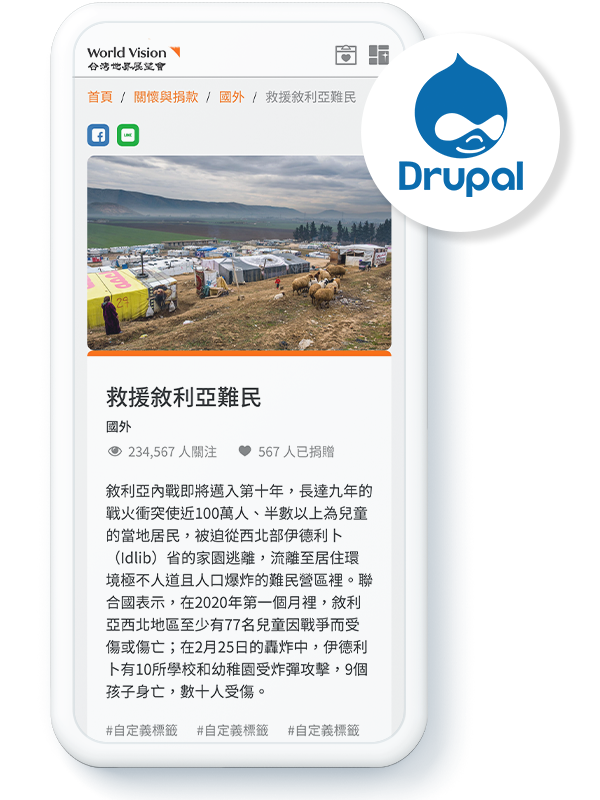 World Vision
台灣世界展望會
首頁 / 關懷與捐款 / 國外 / 救援敘利亞難民
LINE
Drupal
29
救援敘利亞難民
國外
234,567 人關注 567 人已捐贈
敘利亞內戰即將邁入第十年，長達九年的
戰火衝突使近100萬人、半數以上為兒童
的當地居民，被迫從西北部伊德利卜
（Idlib）省的家園逃離，流離至居住環
境極不人道且人口爆炸的難民營區裡。聯
合國表示，在2020年第一個月裡，敘利
亞西北地區至少有77名兒童因戰爭而受
傷或傷亡；在2月25日的轟炸中，伊德利
卜有10所學校和幼稚園受炸彈攻擊，9個
孩子身亡，數十人受傷。
#自定義標籤 #自定義標籤 #自定義標籤